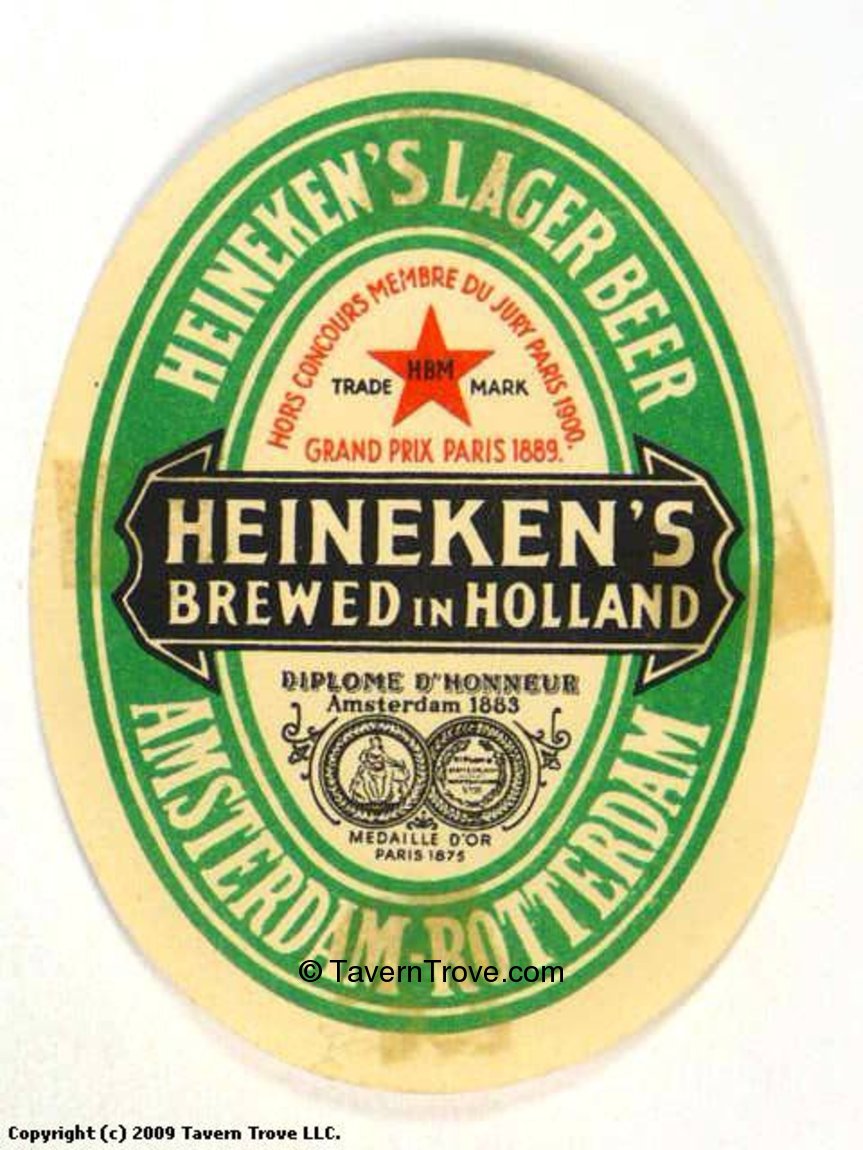 HEINEKEN'S LAGER BEER
HORS CONCOURS MEMBRE DU JURY PARIS 1900.
TRADE HBM MARK
GRAND PRIX PARIS 1889.
HEINEKEN'S
BREWED IN HOLLAND
DIPLOME D'HONNEUR
Amsterdam 1883
MEDAILLE D'OR
PARIS 1875
AMSTERDAM-ROTTERDAM
© TavernTrove.com
Copyright (c) 2009 Tavern Trove LLC.